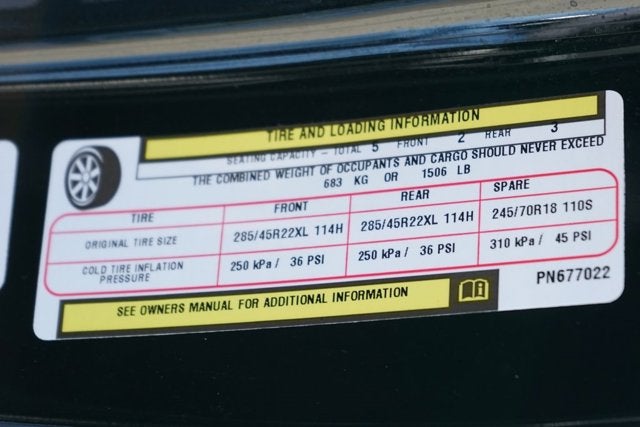 TIRE AND LOADING INFORMATION
SEATING CAPACITY - TOTAL 5 FRONT 2 REAR 3
THE COMBINED WEIGHT OF OCCUPANTS AND CARGO SHOULD NEVER EXCEED
683 KG OR 1506 LB
TIRE FRONT REAR SPARE
ORIGINAL TIRE SIZE 285/45R22XL 114H 285/45R22XL 114H 245/70R18 110S
COLD TIRE INFLATION PRESSURE 250 kPa / 36 PSI 250 kPa / 36 PSI 310 kPa / 45 PSI
SEE OWNERS MANUAL FOR ADDITIONAL INFORMATION
PN677022